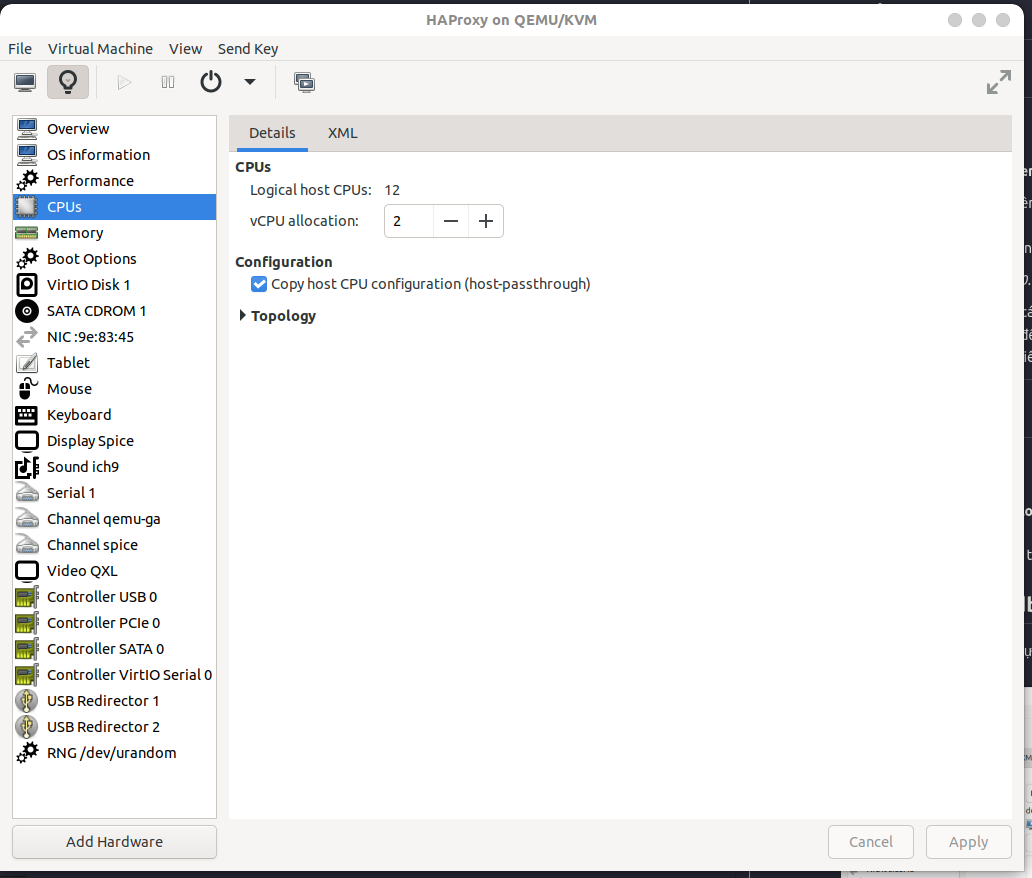 HAProxy on QEMU/KVM
File Virtual Machine View Send Key
Overview
OS information
Performance
CPUs
Memory
Boot Options
VirtIO Disk 1
SATA CDROM 1
NIC :9e:83:45
Tablet
Mouse
Keyboard
Display Spice
Sound ich9
Serial 1
Channel qemu-ga
Channel spice
Video QXL
Controller USB 0
Controller PCIe 0
Controller SATA 0
Controller VirtIO Serial 0
USB Redirector 1
USB Redirector 2
RNG /dev/urandom
Add Hardware
Details XML
CPUs
Logical host CPUs: 12
vCPU allocation: 2
Configuration
Copy host CPU configuration (host-passthrough)
Topology
Cancel Apply